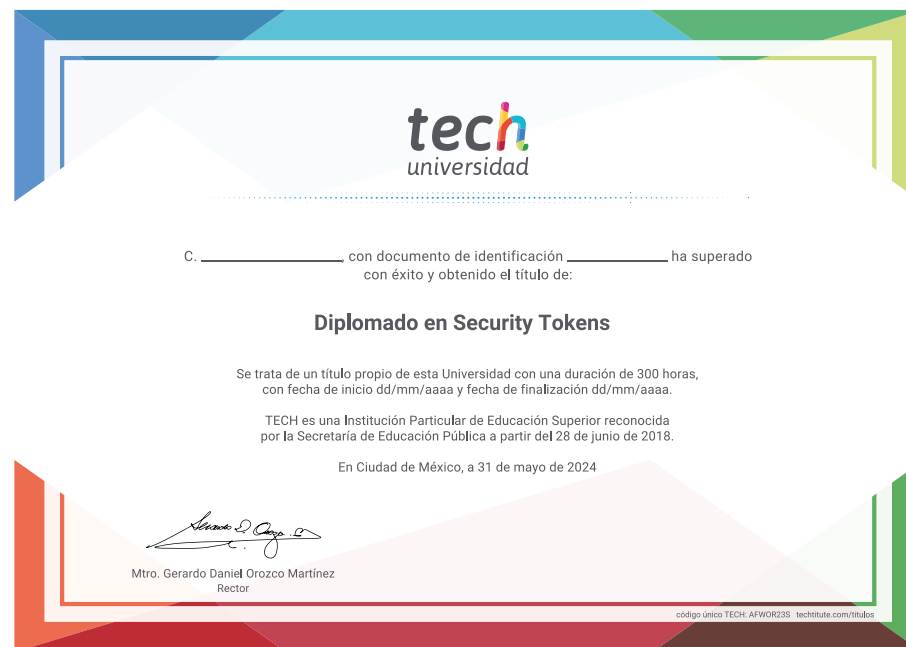 tech
universidad
C. ____________, con documento de identificación ____________ ha superado
con éxito y obtenido el título de:
Diplomado en Security Tokens
Se trata de un título propio de esta Universidad con una duración de 300 horas,
con fecha de inicio dd/mm/aaaa y fecha de finalización dd/mm/aaaa.
TECH es una Institución Particular de Educación Superior reconocida
por la Secretaría de Educación Pública a partir del 28 de junio de 2018.
En Ciudad de México, a 31 de mayo de 2024
Mtro. Gerardo Daniel Orozco Martínez
Rector
código único TECH: AFWOR23S techtitute.com/títulos